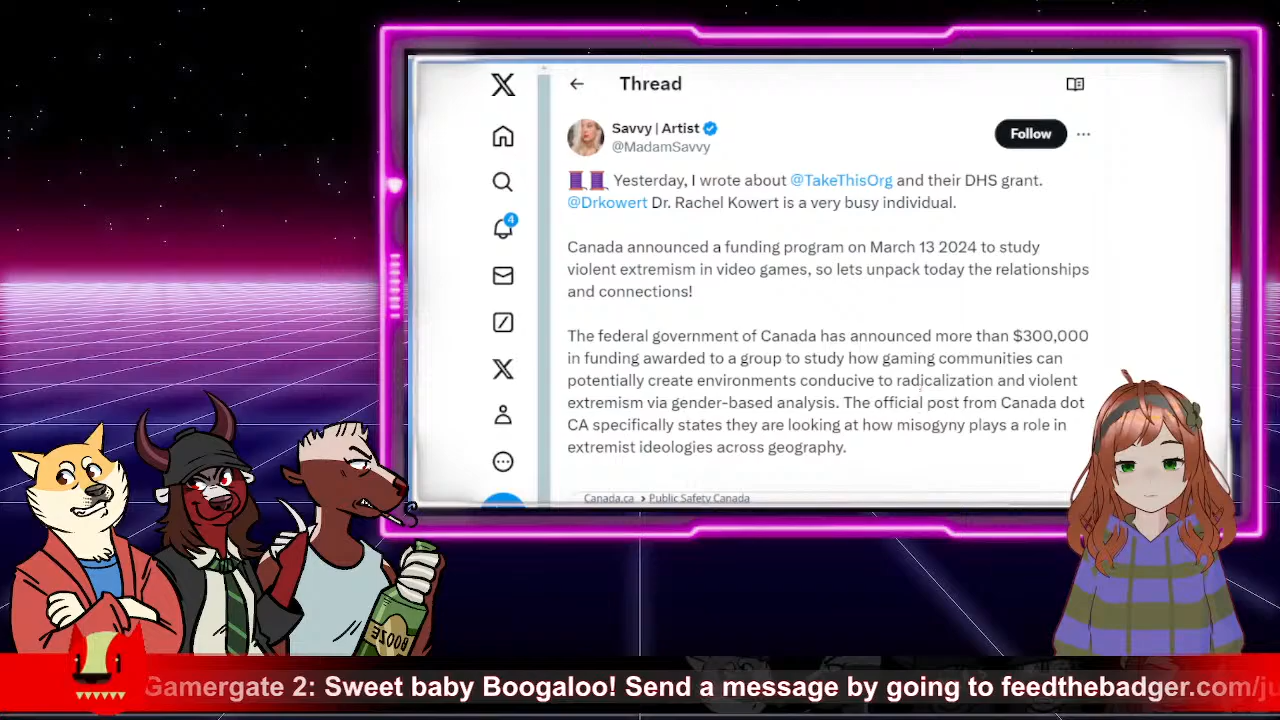 Thread
Savvy | Artist
@MadamSavvy
Follow
Yesterday, I wrote about @TakeThisOrg and their DHS grant.
@Drkowert Dr. Rachel Kowert is a very busy individual.
Canada announced a funding program on March 13 2024 to study
violent extremism in video games, so lets unpack today the relationships
and connections!
The federal government of Canada has announced more than $300,000
in funding awarded to a group to study how gaming communities can
potentially create environments conducive to radicalization and violent
extremism via gender-based analysis. The official post from Canada dot
CA specifically states they are looking at how misogyny plays a role in
extremist ideologies across geography.
Canada.ca > Public Safety Canada
4
BOOZE
Gamergate 2: Sweet baby Boogaloo! Send a message by going to feedthebadger.com/ju